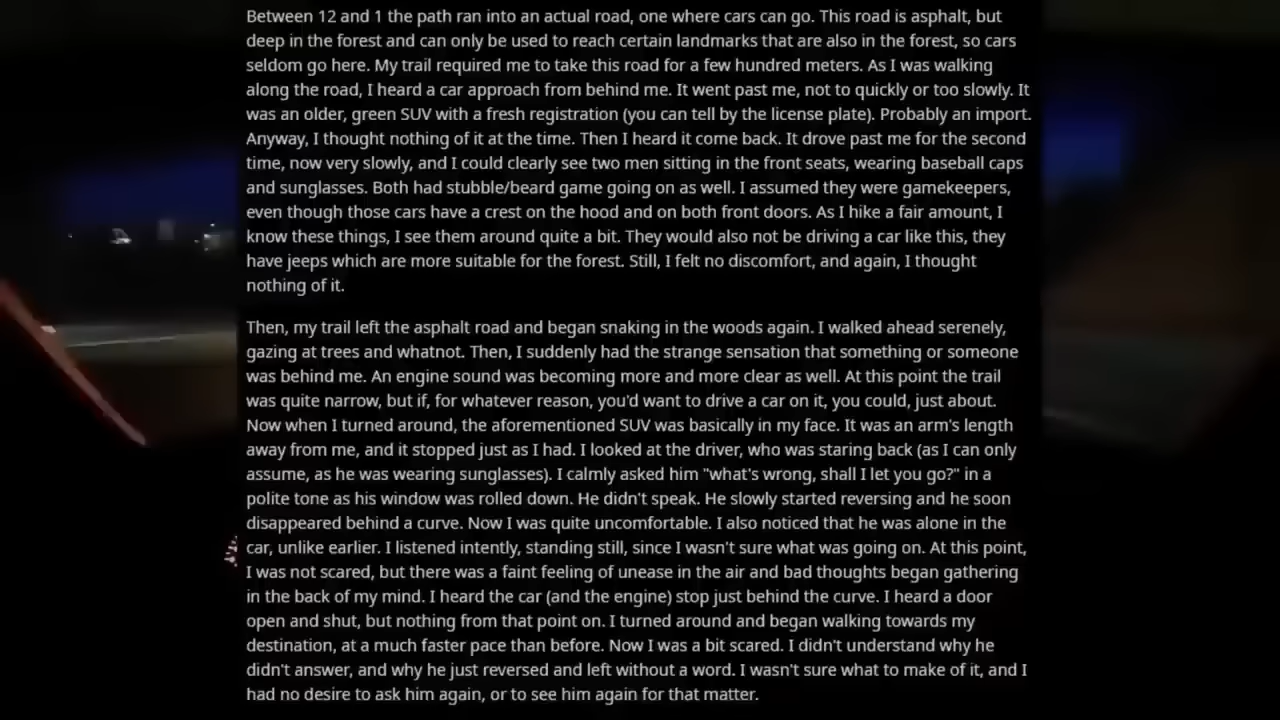 Between 12 and 1 the path ran into an actual road, one where cars can go. This road is asphalt, but
deep in the forest and can only be used to reach certain landmarks that are also in the forest, so cars
seldom go here. My trail required me to take this road for a few hundred meters. As I was walking
along the road, I heard a car approach from behind me. It went past me, not to quickly or too slowly. It
was an older, green SUV with a fresh registration (you can tell by the license plate). Probably an import.
Anyway, I thought nothing of it at the time. Then I heard it come back. It drove past me for the second
time, now very slowly, and I could clearly see two men sitting in the front seats, wearing baseball caps
and sunglasses. Both had stubble/beard game going on as well. I assumed they were gamekeepers,
even though those cars have a crest on the hood and on both front doors. As I hike a fair amount, I
know these things, I see them around quite a bit. They would also not be driving a car like this, they
have jeeps which are more suitable for the forest. Still, I felt no discomfort, and again, I thought
nothing of it.
Then, my trail left the asphalt road and began snaking in the woods again. I walked ahead serenely,
gazing at trees and whatnot. Then, I suddenly had the strange sensation that something or someone
was behind me. An engine sound was becoming more and more clear as well. At this point the trail
was quite narrow, but if, for whatever reason, you'd want to drive a car on it, you could, just about.
Now when I turned around, the aforementioned SUV was basically in my face. It was an arm's length
away from me, and it stopped just as I had. I looked at the driver, who was staring back (as I can only
assume, as he was wearing sunglasses). I calmly asked him "what's wrong, shall I let you go?" in a
polite tone as his window was rolled down. He didn't speak. He slowly started reversing and he soon
disappeared behind a curve. Now I was quite uncomfortable. I also noticed that he was alone in the
car, unlike earlier. I listened intently, standing still, since I wasn't sure what was going on. At this point,
I was not scared, but there was a faint feeling of unease in the air and bad thoughts began gathering
in the back of my mind. I heard the car (and the engine) stop just behind the curve. I heard a door
open and shut, but nothing from that point on. I turned around and began walking towards my
destination, at a much faster pace than before. Now I was a bit scared. I didn't understand why he
didn't answer, and why he just reversed and left without a word. I wasn't sure what to make of it, and I
had no desire to ask him again, or to see him again for that matter.